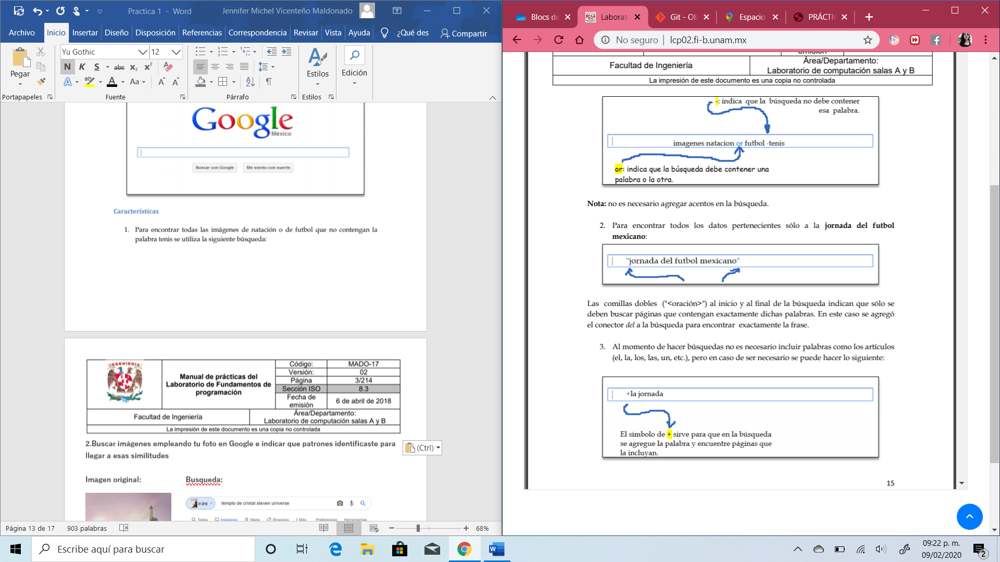 Practica 1 - Word
Jennifer Michel Vicenteño Maldonado
Archivo Inicio Insertar Diseño Disposición Referencias Correspondencia Revisar Vista Ayuda ¿Qué des Compartir
Pegar
Yu Gothic 12
N K S abc x₂ x²
A ab A Aa A A
Estilos
Edición
Portapapeles Fuente Párrafo Estilos
Google
México
Buscar con Google Me siento con suerte
Características
1. Para encontrar todas las imágenes de natación o de futbol que no contengan la
palabra tenis se utiliza la siguiente búsqueda:
INGENIERIA
Manual de prácticas del
Laboratorio de Fundamentos de
programación
Código: MADO-17
Versión: 02
Página 3/214
Sección ISO 8.3
Fecha de
emisión
6 de abril de 2018
Facultad de Ingeniería
Área/Departamento:
Laboratorio de computación salas A y B
La impresión de este documento es una copia no controlada
2.Buscar imágenes empleando tu foto en Google e indicar que patrones identificaste para
llegar a esas similitudes
(Ctrl)
Imagen original: Busqueda:
p.jpg × templo de cristal steven universe
Todos Imágenes Maps Shopping Más Preferencias Herramientas
Página 13 de 17 903 palabras 68%
Blocs de Laborato Git - Ob Espacio PRÁCTI
No seguro | lcp02.fi-b.unam.mx
emisión
Facultad de Ingeniería
Área/Departamento:
Laboratorio de computación salas A y B
La impresión de este documento es una copia no controlada
-: indica que la búsqueda no debe contener
esa palabra.
imagenes natacion or futbol -tenis
or: indica que la búsqueda debe contener una
palabra o la otra.
Nota: no es necesario agregar acentos en la búsqueda.
2. Para encontrar todos los datos pertenecientes sólo a la jornada del futbol
mexicano:
"jornada del futbol mexicano"
Las comillas dobles ("<oración>") al inicio y al final de la búsqueda indican que sólo se
deben buscar páginas que contengan exactamente dichas palabras. En este caso se agregó
el conector del a la búsqueda para encontrar exactamente la frase.
3. Al momento de hacer búsquedas no es necesario incluir palabras como los artículos
(el, la, los, las, un, etc.), pero en caso de ser necesario se puede hacer lo siguiente:
+la jornada
El símbolo de + sirve para que en la búsqueda
se agregue la palabra y encuentre páginas que
la incluyan.
15
Escribe aquí para buscar
09:22 p. m.
09/02/2020
2